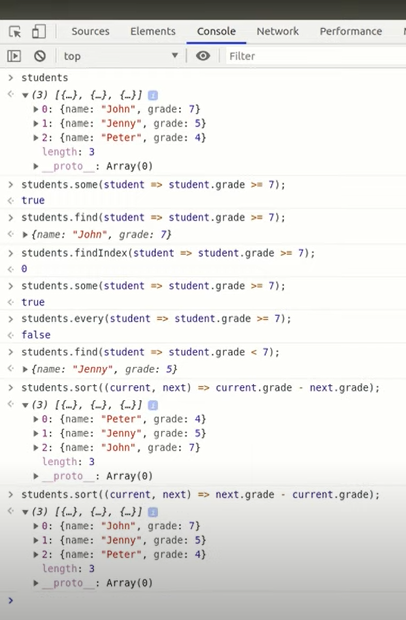 Sources Elements Console Network Performance
top Filter
> students
< ▼(3) [{…}, {…}, {…}] i
▶0: {name: "John", grade: 7}
▶1: {name: "Jenny", grade: 5}
▶2: {name: "Peter", grade: 4}
length: 3
▶__proto__: Array(0)
> students.some(student => student.grade >= 7);
< true
> students.find(student => student.grade >= 7);
< ▶{name: "John", grade: 7}
> students.findIndex(student => student.grade >= 7);
< 0
> students.some(student => student.grade >= 7);
< true
> students.every(student => student.grade >= 7);
< false
> students.find(student => student.grade < 7);
< ▶{name: "Jenny", grade: 5}
> students.sort((current, next) => current.grade - next.grade);
< ▼(3) [{…}, {…}, {…}] i
▶0: {name: "Peter", grade: 4}
▶1: {name: "Jenny", grade: 5}
▶2: {name: "John", grade: 7}
length: 3
▶__proto__: Array(0)
> students.sort((current, next) => next.grade - current.grade);
< ▼(3) [{…}, {…}, {…}] i
▶0: {name: "John", grade: 7}
▶1: {name: "Jenny", grade: 5}
▶2: {name: "Peter", grade: 4}
length: 3
▶__proto__: Array(0)
>